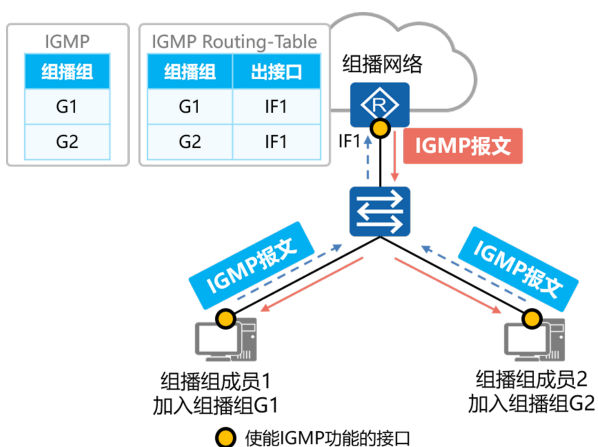 IGMP
组播组
G1
G2
IGMP Routing-Table
组播组 出接口
G1 IF1
G2 IF1
组播网络
R
IF1
IGMP报文
IGMP报文
IGMP报文
组播组成员1
加入组播组G1
组播组成员2
加入组播组G2
使能IGMP功能的接口